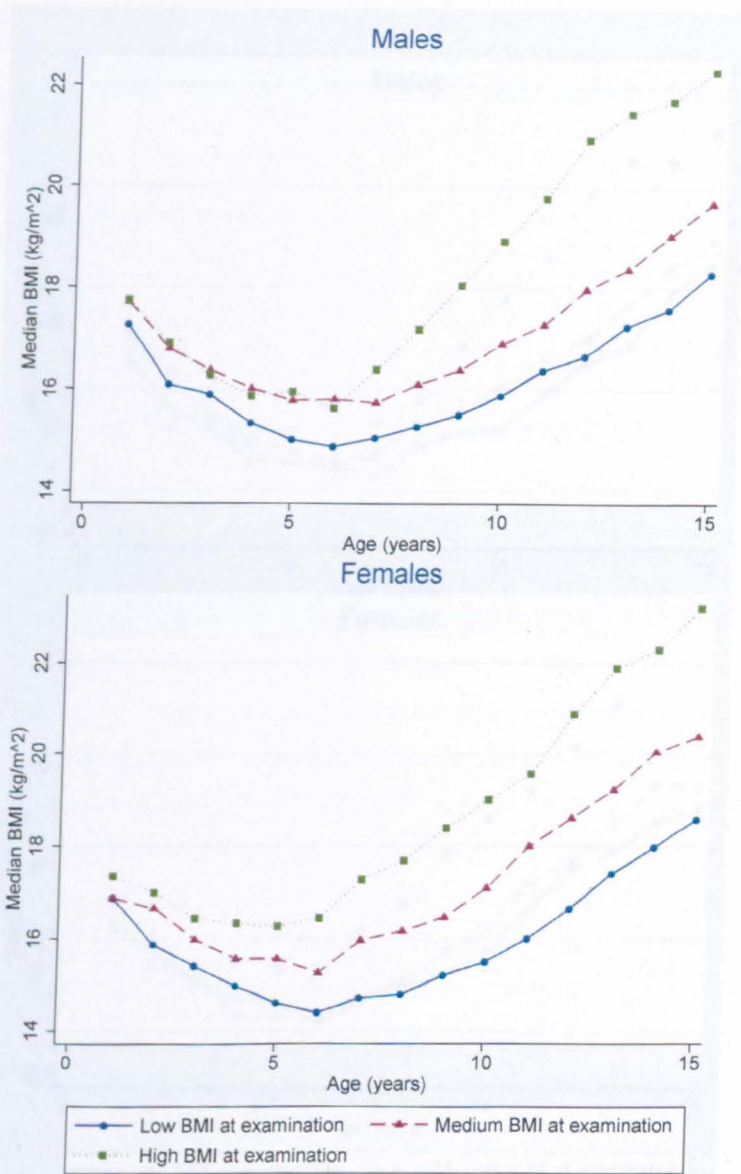 Males
Median BMI (kg/m^2)
22
20
18
16
14
0 5 10 15
Age (years)
Females
Median BMI (kg/m^2)
22
20
18
16
14
0 5 10 15
Age (years)
Low BMI at examination Medium BMI at examination
High BMI at examination